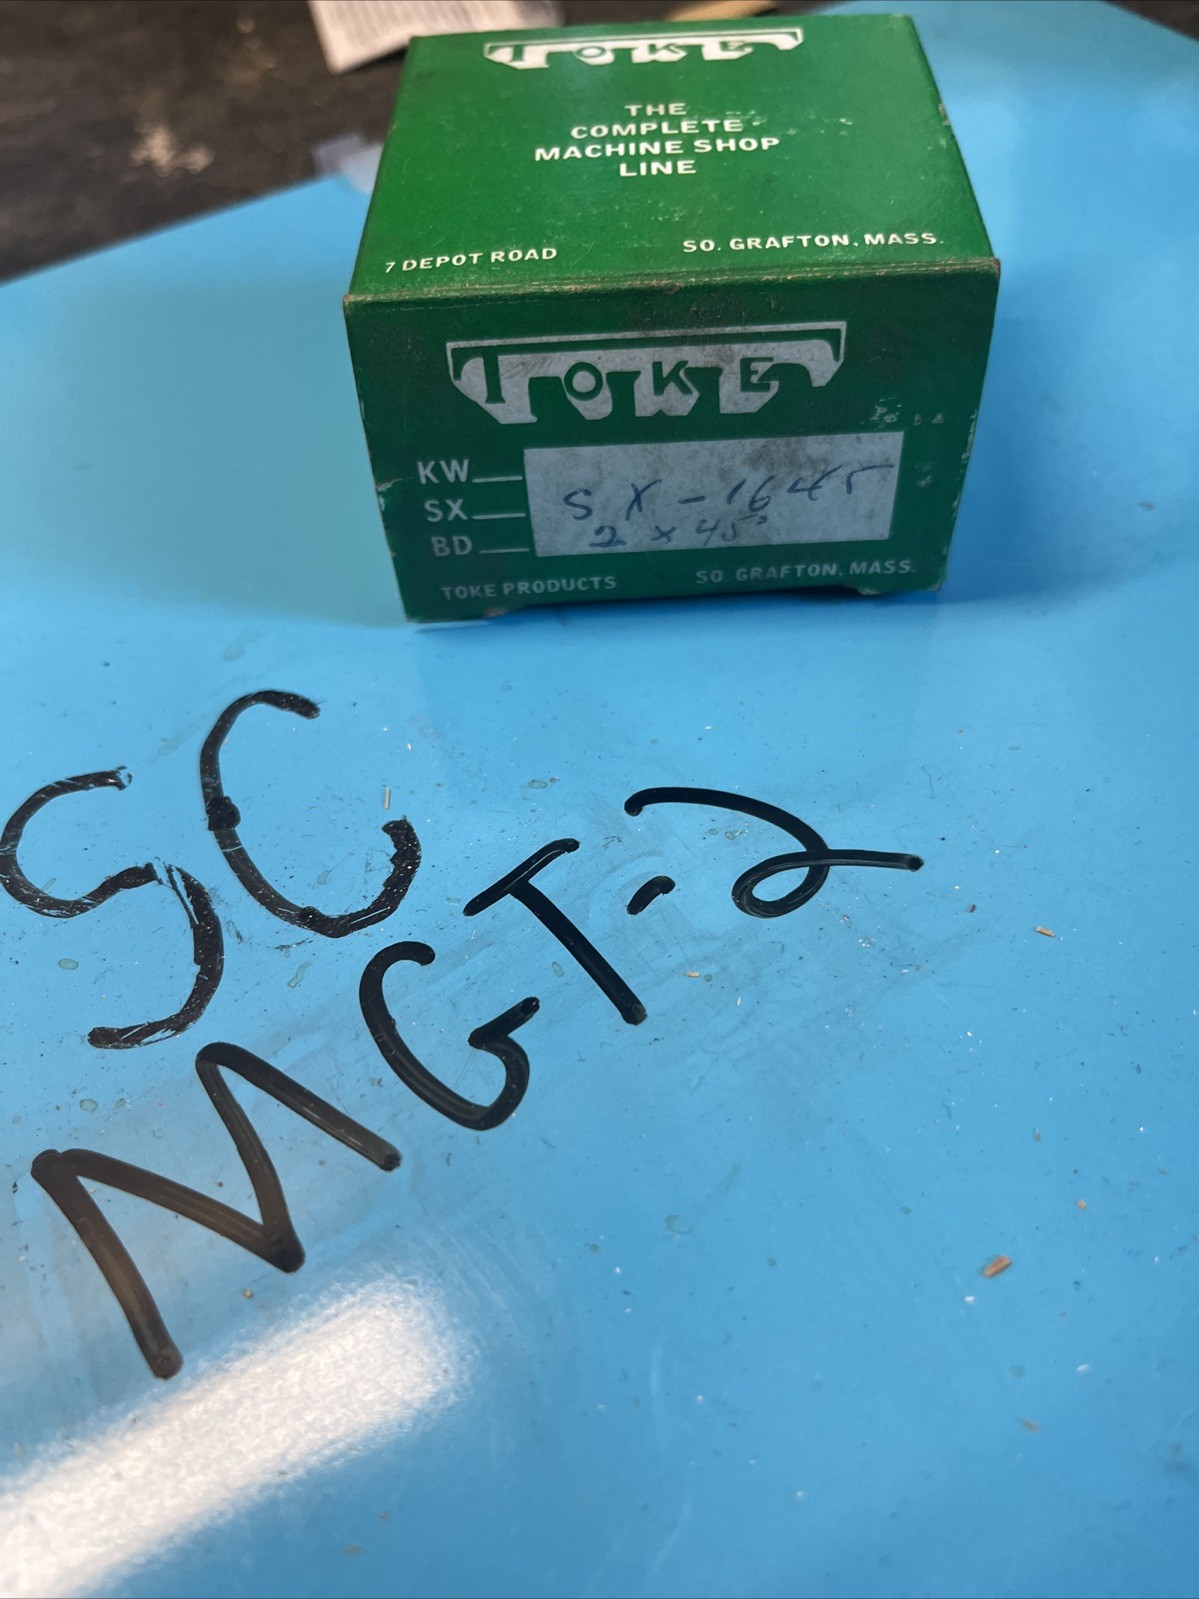 TOKE
THE
COMPLETE
MACHINE SHOP
LINE
7 DEPOT ROAD
SO. GRAFTON, MASS.
TOKE
KW
SX
BD
SX-1645
2 x 45°
TOKE PRODUCTS
SO. GRAFTON, MASS.
SC
MGT-2